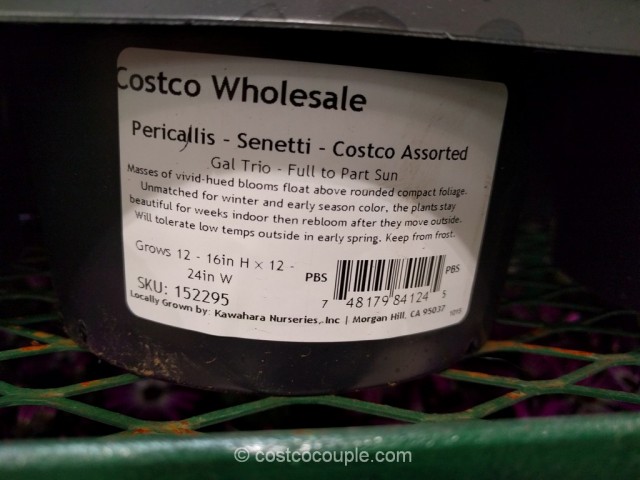 Costco Wholesale
Pericallis - Senetti - Costco Assorted
Gal Trio - Full to Part Sun
Masses of vivid-hued blooms float above rounded compact foliage.
Unmatched for winter and early season color, the plants stay
beautiful for weeks indoor then rebloom after they move outside.
Will tolerate low temps outside in early spring. Keep from frost.
Grows 12 - 16in H x 12 -
24in W
PBS PBS
SKU: 152295
7 48179 84124 5
Locally Grown by: Kawahara Nurseries, Inc | Morgan Hill, CA 95037
© costcocouple.com